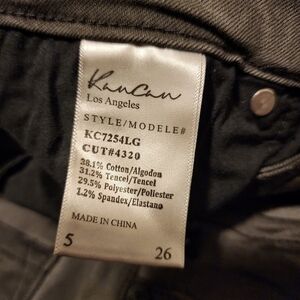 KanCan
Los Angeles
STYLE/MODELE#
KC7254LG
CUT#4320
38.1% Cotton/Algodon
31.2% Tencel/Tencel
29.5% Polyester/Poliester
1.2% Spandex/Elastano
MADE IN CHINA
5 26